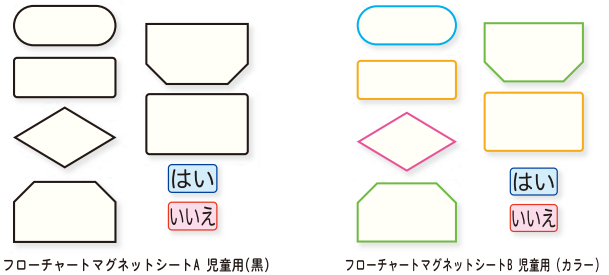 はい
いいえ
フローチャートマグネットシートA 児童用(黒)
はい
いいえ
フローチャートマグネットシートB 児童用(カラー)